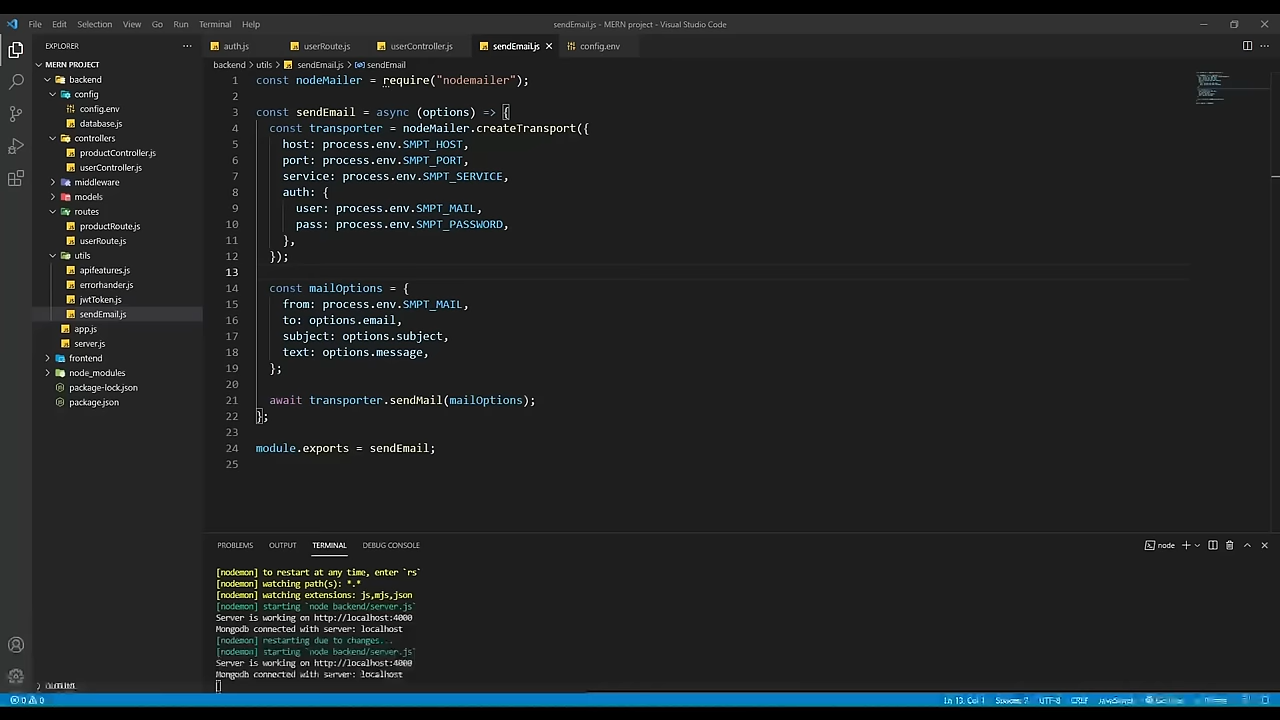 File Edit Selection View Go Run Terminal Help
sendEmail.js - MERN project - Visual Studio Code
EXPLORER
MERN PROJECT
backend
config
config.env
database.js
controllers
productController.js
userController.js
middleware
models
routes
productRoute.js
userRoute.js
utils
apifeatures.js
errorhander.js
jwtToken.js
sendEmail.js
app.js
server.js
frontend
node_modules
package-lock.json
package.json
OUTLINE
auth.js userRoute.js userController.js sendEmail.js config.env
backend > utils > sendEmail.js > sendEmail
1 const nodeMailer = require("nodemailer");
2
3 const sendEmail = async (options) => {
4 const transporter = nodeMailer.createTransport({
5 host: process.env.SMPT_HOST,
6 port: process.env.SMPT_PORT,
7 service: process.env.SMPT_SERVICE,
8 auth: {
9 user: process.env.SMPT_MAIL,
10 pass: process.env.SMPT_PASSWORD,
11 },
12 });
13
14 const mailOptions = {
15 from: process.env.SMPT_MAIL,
16 to: options.email,
17 subject: options.subject,
18 text: options.message,
19 };
20
21 await transporter.sendMail(mailOptions);
22 };
23
24 module.exports = sendEmail;
25
PROBLEMS OUTPUT TERMINAL DEBUG CONSOLE
node
[nodemon] to restart at any time, enter `rs`
[nodemon] watching path(s): *.*
[nodemon] watching extensions: js,mjs,json
[nodemon] starting `node backend/server.js`
Server is working on http://localhost:4000
Mongodb connected with server: localhost
[nodemon] restarting due to changes...
[nodemon] starting `node backend/server.js`
Server is working on http://localhost:4000
Mongodb connected with server: localhost
0 0
Ln 13, Col 1 UTF-8 CRLF JavaScript